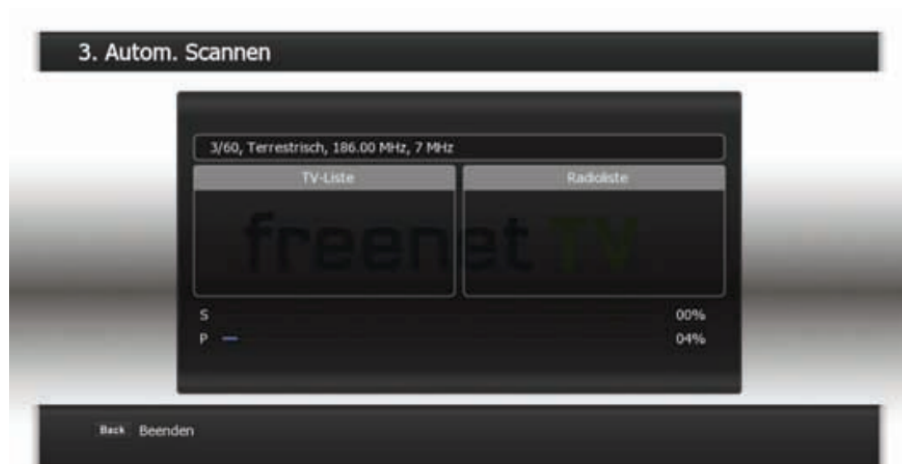 3. Autom. Scannen
3/60, Terrestrisch, 186.00 MHz, 7 MHz
TV-Liste Radioliste
freenet TV
S 00%
P 04%
Back Beenden